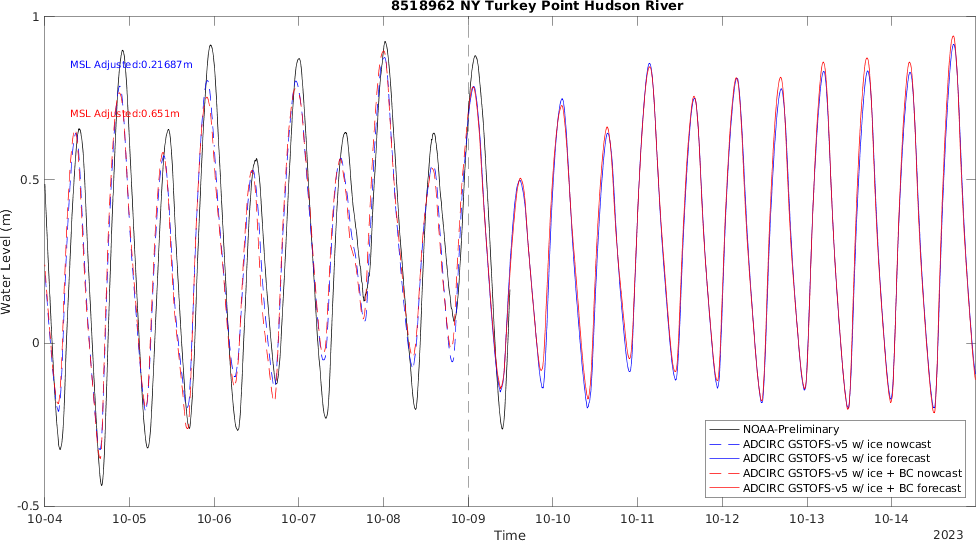 8518962 NY Turkey Point Hudson River
1
MSL Adjusted:0.21687m
MSL Adjusted:0.651m
0.5
Water Level (m)
0
NOAA-Preliminary
ADCIRC GSTOFS-v5 w/ ice nowcast
ADCIRC GSTOFS-v5 w/ ice forecast
ADCIRC GSTOFS-v5 w/ ice + BC nowcast
ADCIRC GSTOFS-v5 w/ ice + BC forecast
-0.5
10-04 10-05 10-06 10-07 10-08 10-09 10-10 10-11 10-12 10-13 10-14
Time
2023